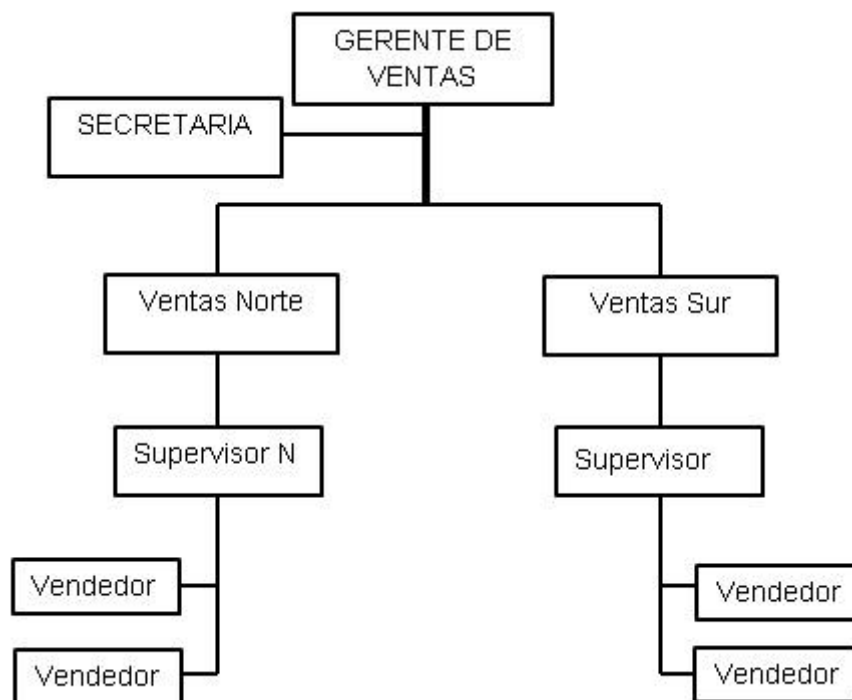 GERENTE DE
VENTAS
SECRETARIA
Ventas Norte
Ventas Sur
Supervisor N
Supervisor
Vendedor
Vendedor
Vendedor
Vendedor